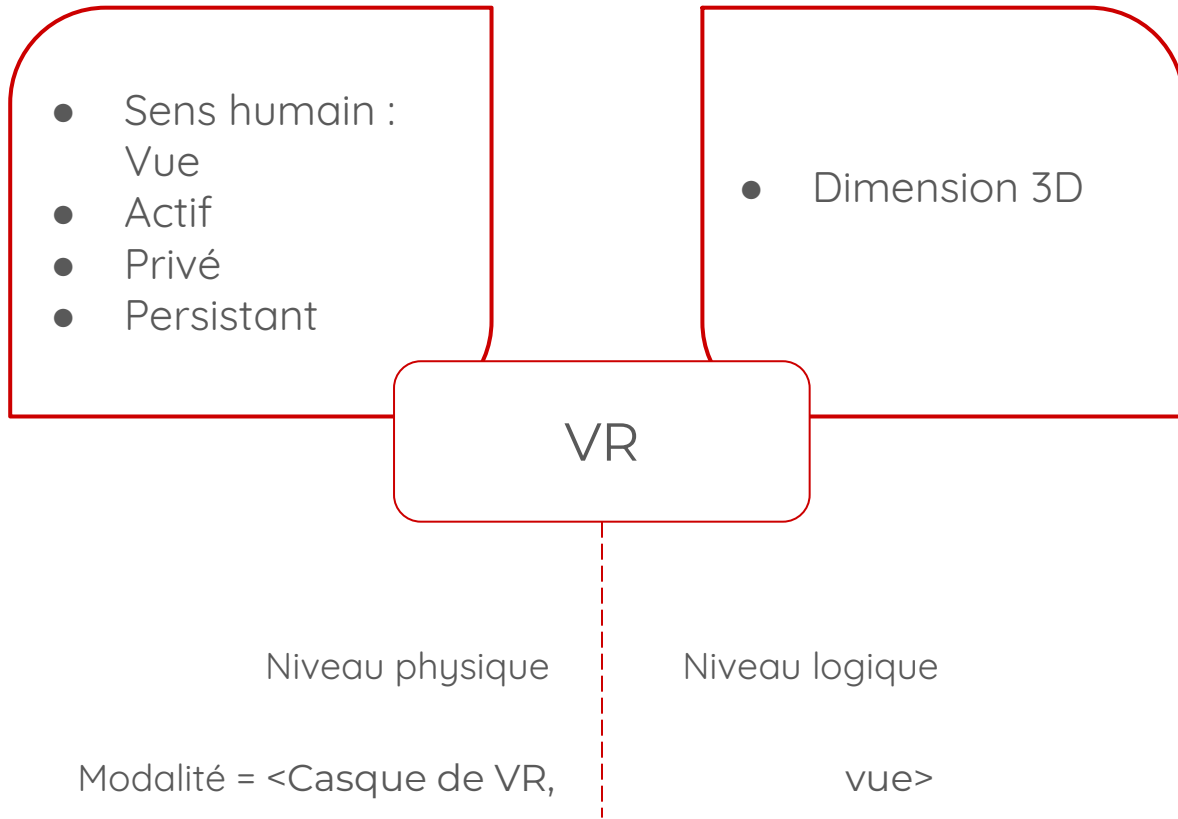 ● Sens humain :
Vue
● Actif
● Privé
● Persistant
● Dimension 3D
VR
Niveau physique
Niveau logique
Modalité = <Casque de VR,
vue>